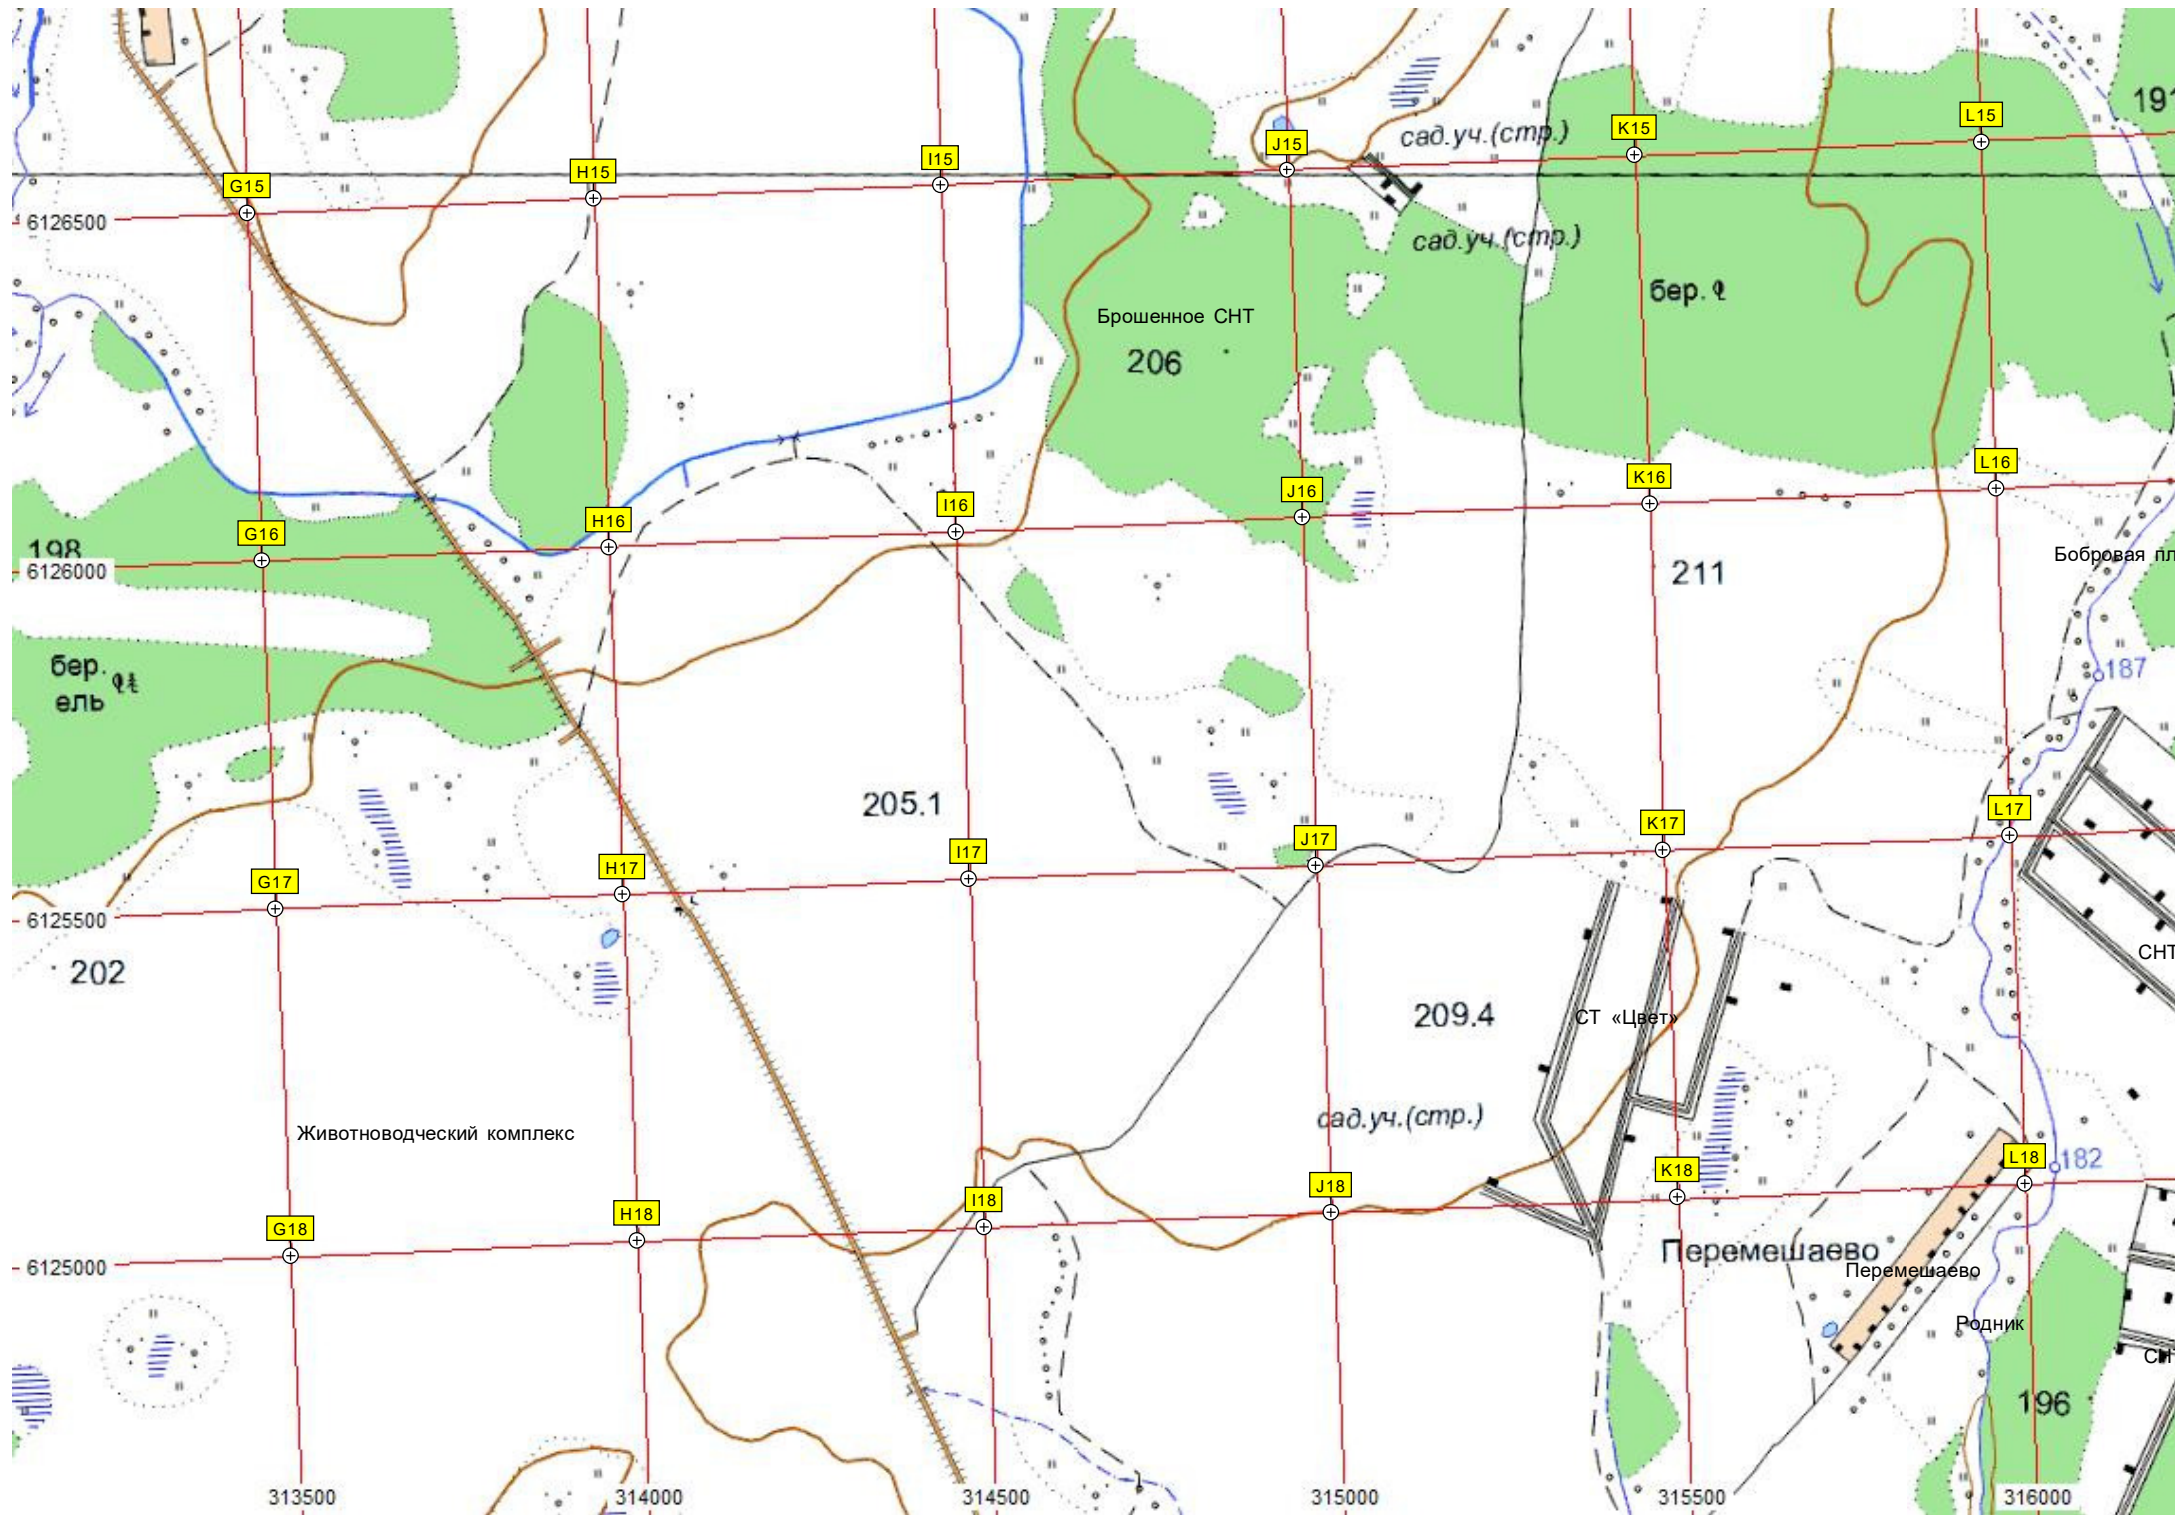 191
сад.уч.(стр.)
L15
K15
J15
I15
H15
G15
6126500
сад.уч.(стр.)
бер.
Брошенное СНТ
206
L16
K16
J16
I16
H16
G16
198
6126000
211
Бобровая пл
бер.
ель
187
205.1
L17
K17
J17
I17
H17
G17
6125500
202
СНТ
209.4
СТ «Цвет»
сад.уч.(стр.)
Животноводческий комплекс
L18
182
K18
J18
I18
H18
G18
Перемешаево
6125000
Перемешаево
Родник
СНТ
196
313500
314000
314500
315000
315500
316000